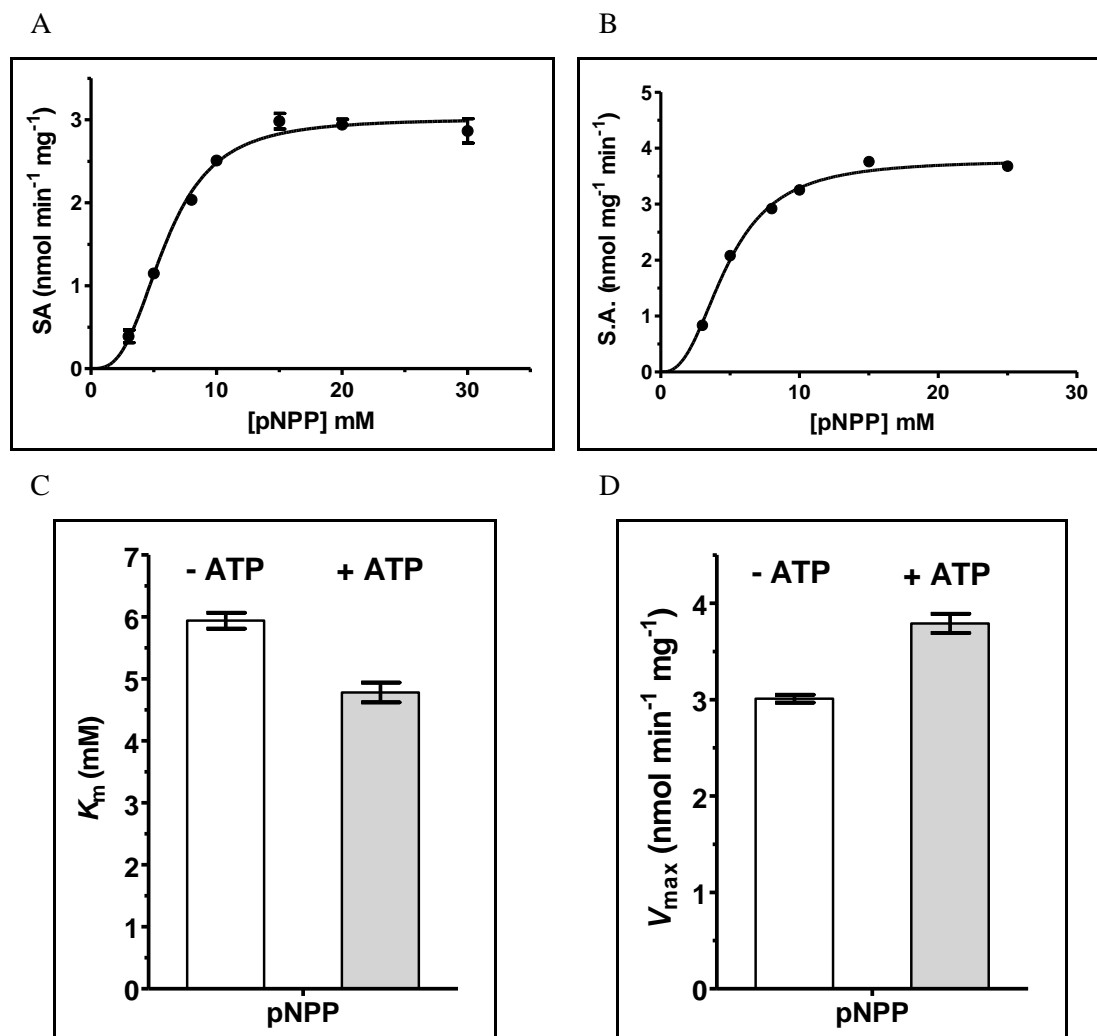 A
SA (nmol min⁻¹ mg⁻¹)
3
2
1
0
0 10 20 30
[pNPP] mM
B
S.A. (nmol mg⁻¹ min⁻¹)
5
4
3
2
1
0
0 10 20 30
[pNPP] mM
C
Km (mM)
7
6
5
4
3
2
1
0
- ATP + ATP
pNPP
D
Vmax (nmol min⁻¹ mg⁻¹)
4
3
2
1
0
- ATP + ATP
pNPP